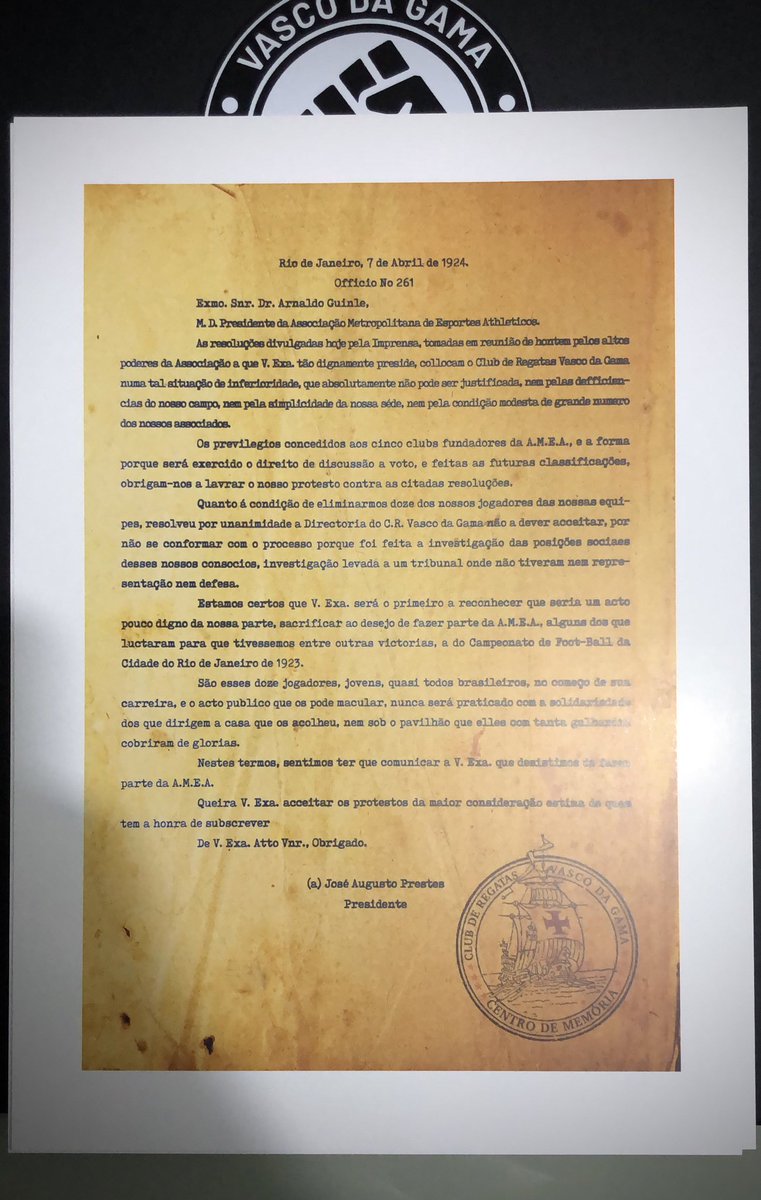 VASCO DA GAMA
Rio de Janeiro, 7 de Abril de 1924.
Officio No 261
Exmo. Snr. Dr. Arnaldo Guinle,
M. D. Presidente da Associação Metropolitana de Esportes Athleticos.
As resoluções divulgadas hoje pela Imprensa, tomadas em reunião de hontem pelos altos
poderes da Associação a que V. Exa. tão dignamente preside, collocam o Club de Regatas Vasco da Gama
numa tal situação de inferioridade, que absolutamente não pode ser justificada, nem pelas defficien-
cias do nosso campo, nem pela simplicidade da nossa séde, nem pela condição modesta de grande numero
dos nossos associados.
Os previlegios concedidos aos cinco clubs fundadores da A.M.E.A., e a forma
porque será exercido o direito de discussão a voto, e feitas as futuras classificações,
obrigam-nos a lavrar o nosso protesto contra as citadas resoluções.
Quanto á condição de eliminarmos doze dos nossos jogadores das nossas equi-
pes, resolveu por unanimidade a Directoria do C.R. Vasco da Gama não a dever acceitar, por
não se conformar com o processo porque foi feita a investigação das posições sociaes
desses nossos consocios, investigação levada a um tribunal onde não tiveram nem repre-
sentação nem defesa.
Estamos certos que V. Exa. será o primeiro a reconhecer que seria um acto
pouco digno da nossa parte, sacrificar ao desejo de fazer parte da A.M.E.A., alguns dos que
luctaram para que tivessemos entre outras victorias, a do Campeonato de Foot-Ball da
Cidade do Rio de Janeiro de 1923.
São esses doze jogadores, jovens, quasi todos brasileiros, no começo de sua
carreira, e o acto publico que os pode macular, nunca será praticado com a solidariedade
dos que dirigem a casa que os acolheu, nem sob o pavilhão que elles com tanta galhardia
cobriram de glorias.
Nestes termos, sentimos ter que comunicar a V. Exa. que desistimos de fazer
parte da A.M.E.A.
Queira V. Exa. acceitar os protestos da maior consideração estima de quem
tem a honra de subscrever
De V. Exa. Atto Vnr., Obrigado.
(a) José Augusto Prestes
Presidente
CLUB DE REGATAS VASCO DA GAMA
CENTRO DE MEMÓRIA